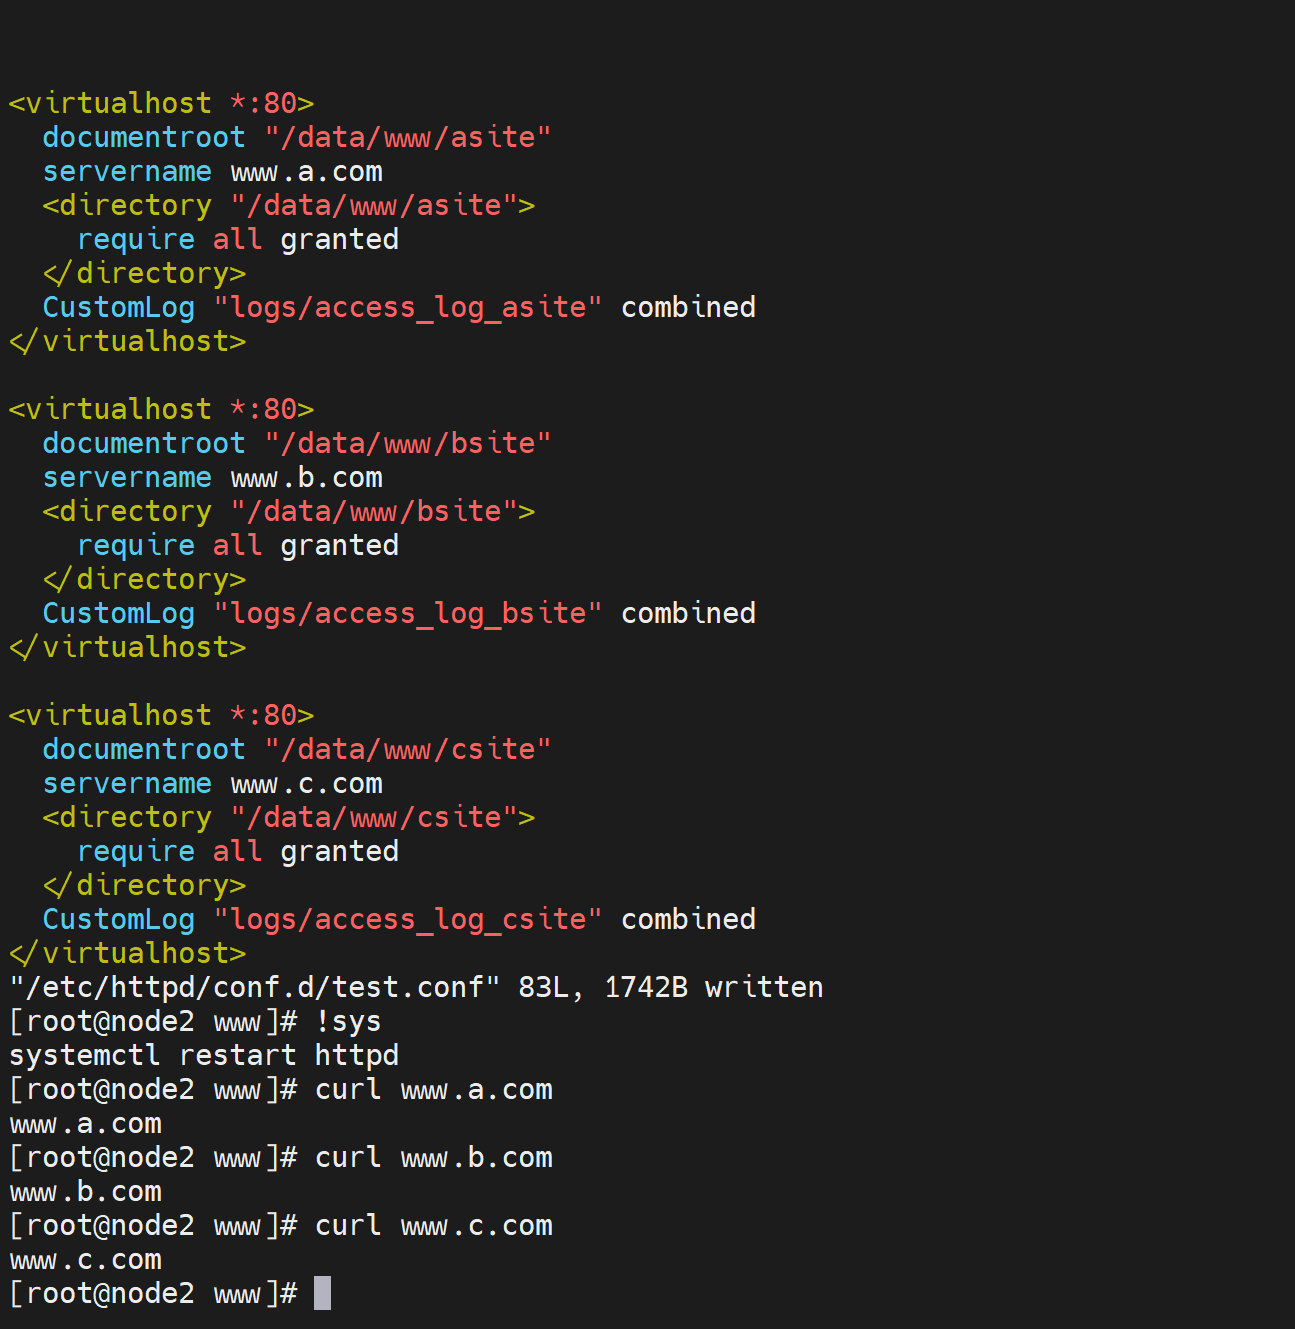 <virtualhost *:80>
  documentroot "/data/www/asite"
  servername www.a.com
  <directory "/data/www/asite">
    require all granted
  </directory>
  CustomLog "logs/access_log_asite" combined
</virtualhost>

<virtualhost *:80>
  documentroot "/data/www/bsite"
  servername www.b.com
  <directory "/data/www/bsite">
    require all granted
  </directory>
  CustomLog "logs/access_log_bsite" combined
</virtualhost>

<virtualhost *:80>
  documentroot "/data/www/csite"
  servername www.c.com
  <directory "/data/www/csite">
    require all granted
  </directory>
  CustomLog "logs/access_log_csite" combined
</virtualhost>
"/etc/httpd/conf.d/test.conf" 83L, 1742B written
[root@node2 www]# !sys
systemctl restart httpd
[root@node2 www]# curl www.a.com
www.a.com
[root@node2 www]# curl www.b.com
www.b.com
[root@node2 www]# curl www.c.com
www.c.com
[root@node2 www]#